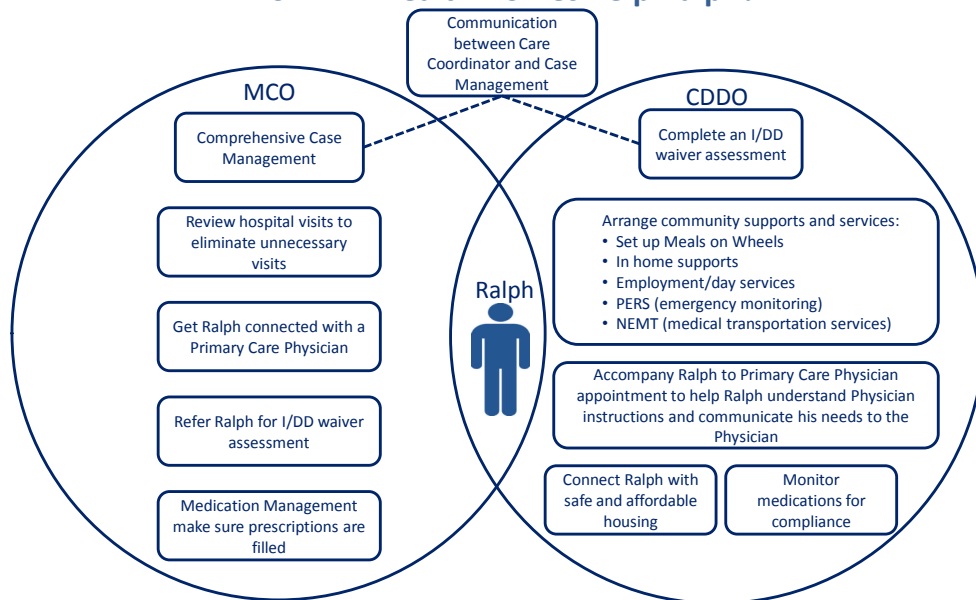 Communication
between Care
Coordinator and Case
Management
MCO
Comprehensive Case
Management
Review hospital visits to
eliminate unnecessary
visits
Get Ralph connected with a
Primary Care Physician
Refer Ralph for I/DD waiver
assessment
Medication Management
make sure prescriptions are
filled
Ralph
CDDO
Complete an I/DD
waiver assessment
Arrange community supports and services:
• Set up Meals on Wheels
• In home supports
• Employment/day services
• PERS (emergency monitoring)
• NEMT (medical transportation services)
Accompany Ralph to Primary Care Physician
appointment to help Ralph understand Physician
instructions and communicate his needs to the
Physician
Connect Ralph with
safe and affordable
housing
Monitor
medications for
compliance